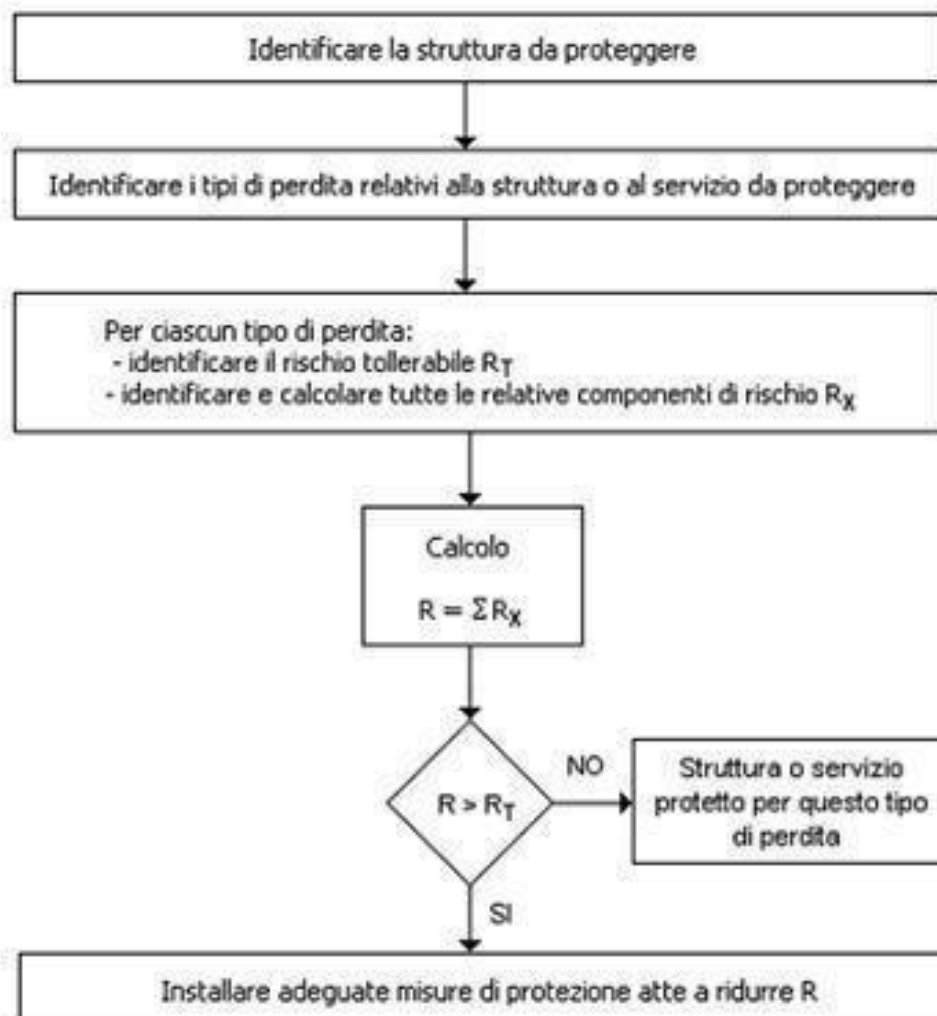 Identificare la struttura da proteggere
Identificare i tipi di perdita relativi alla struttura o al servizio da proteggere
Per ciascun tipo di perdita:
- identificare il rischio tollerabile RT
- identificare e calcolare tutte le relative componenti di rischio RX
Calcolo
R = ΣRX
R > RT
NO
Struttura o servizio
protetto per questo tipo
di perdita
SI
Installare adeguate misure di protezione atte a ridurre R